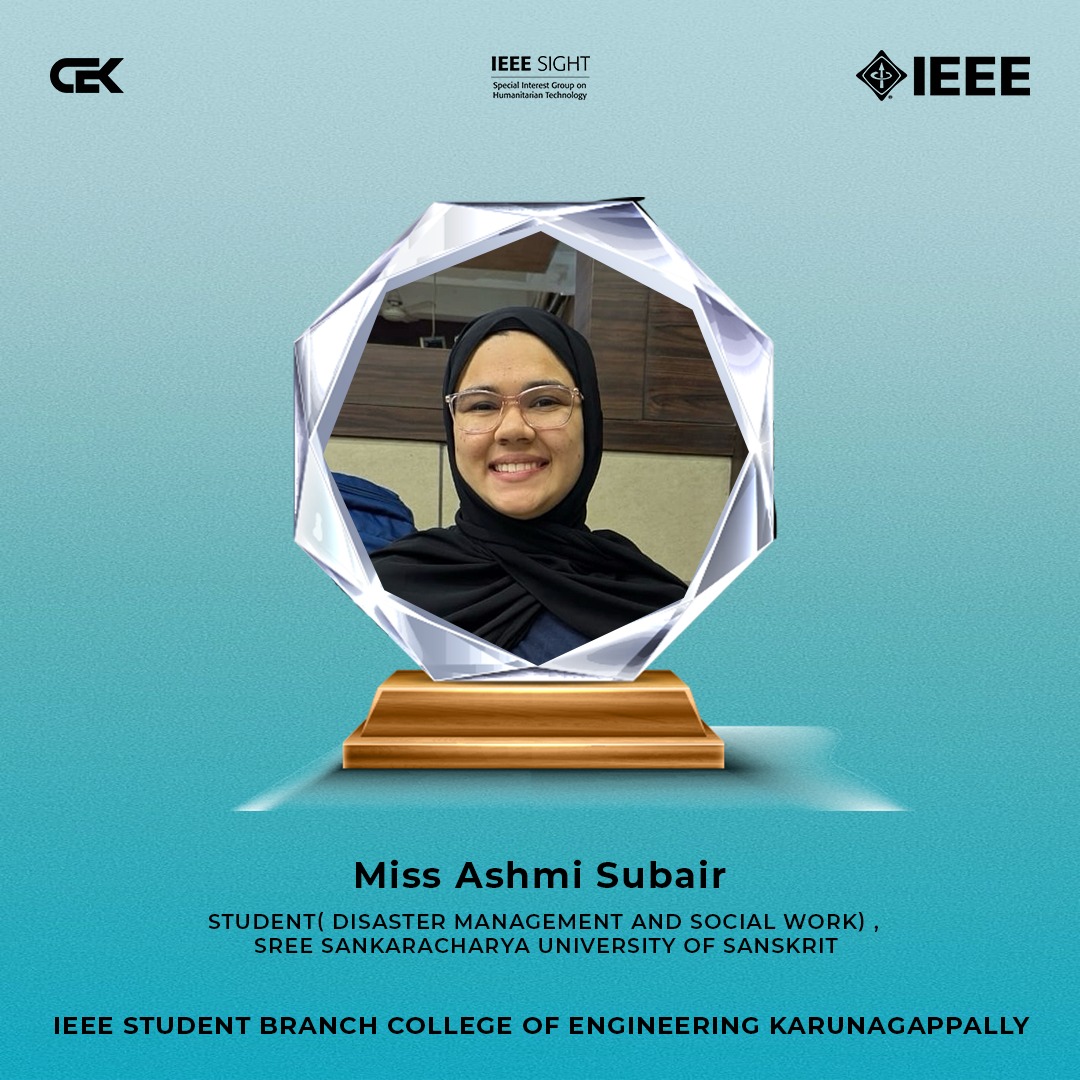 CEK
IEEE SIGHT
Special Interest Group on
Humanitarian Technology
IEEE
Miss Ashmi Subair
STUDENT( DISASTER MANAGEMENT AND SOCIAL WORK) ,
SREE SANKARACHARYA UNIVERSITY OF SANSKRIT
IEEE STUDENT BRANCH COLLEGE OF ENGINEERING KARUNAGAPPALLY